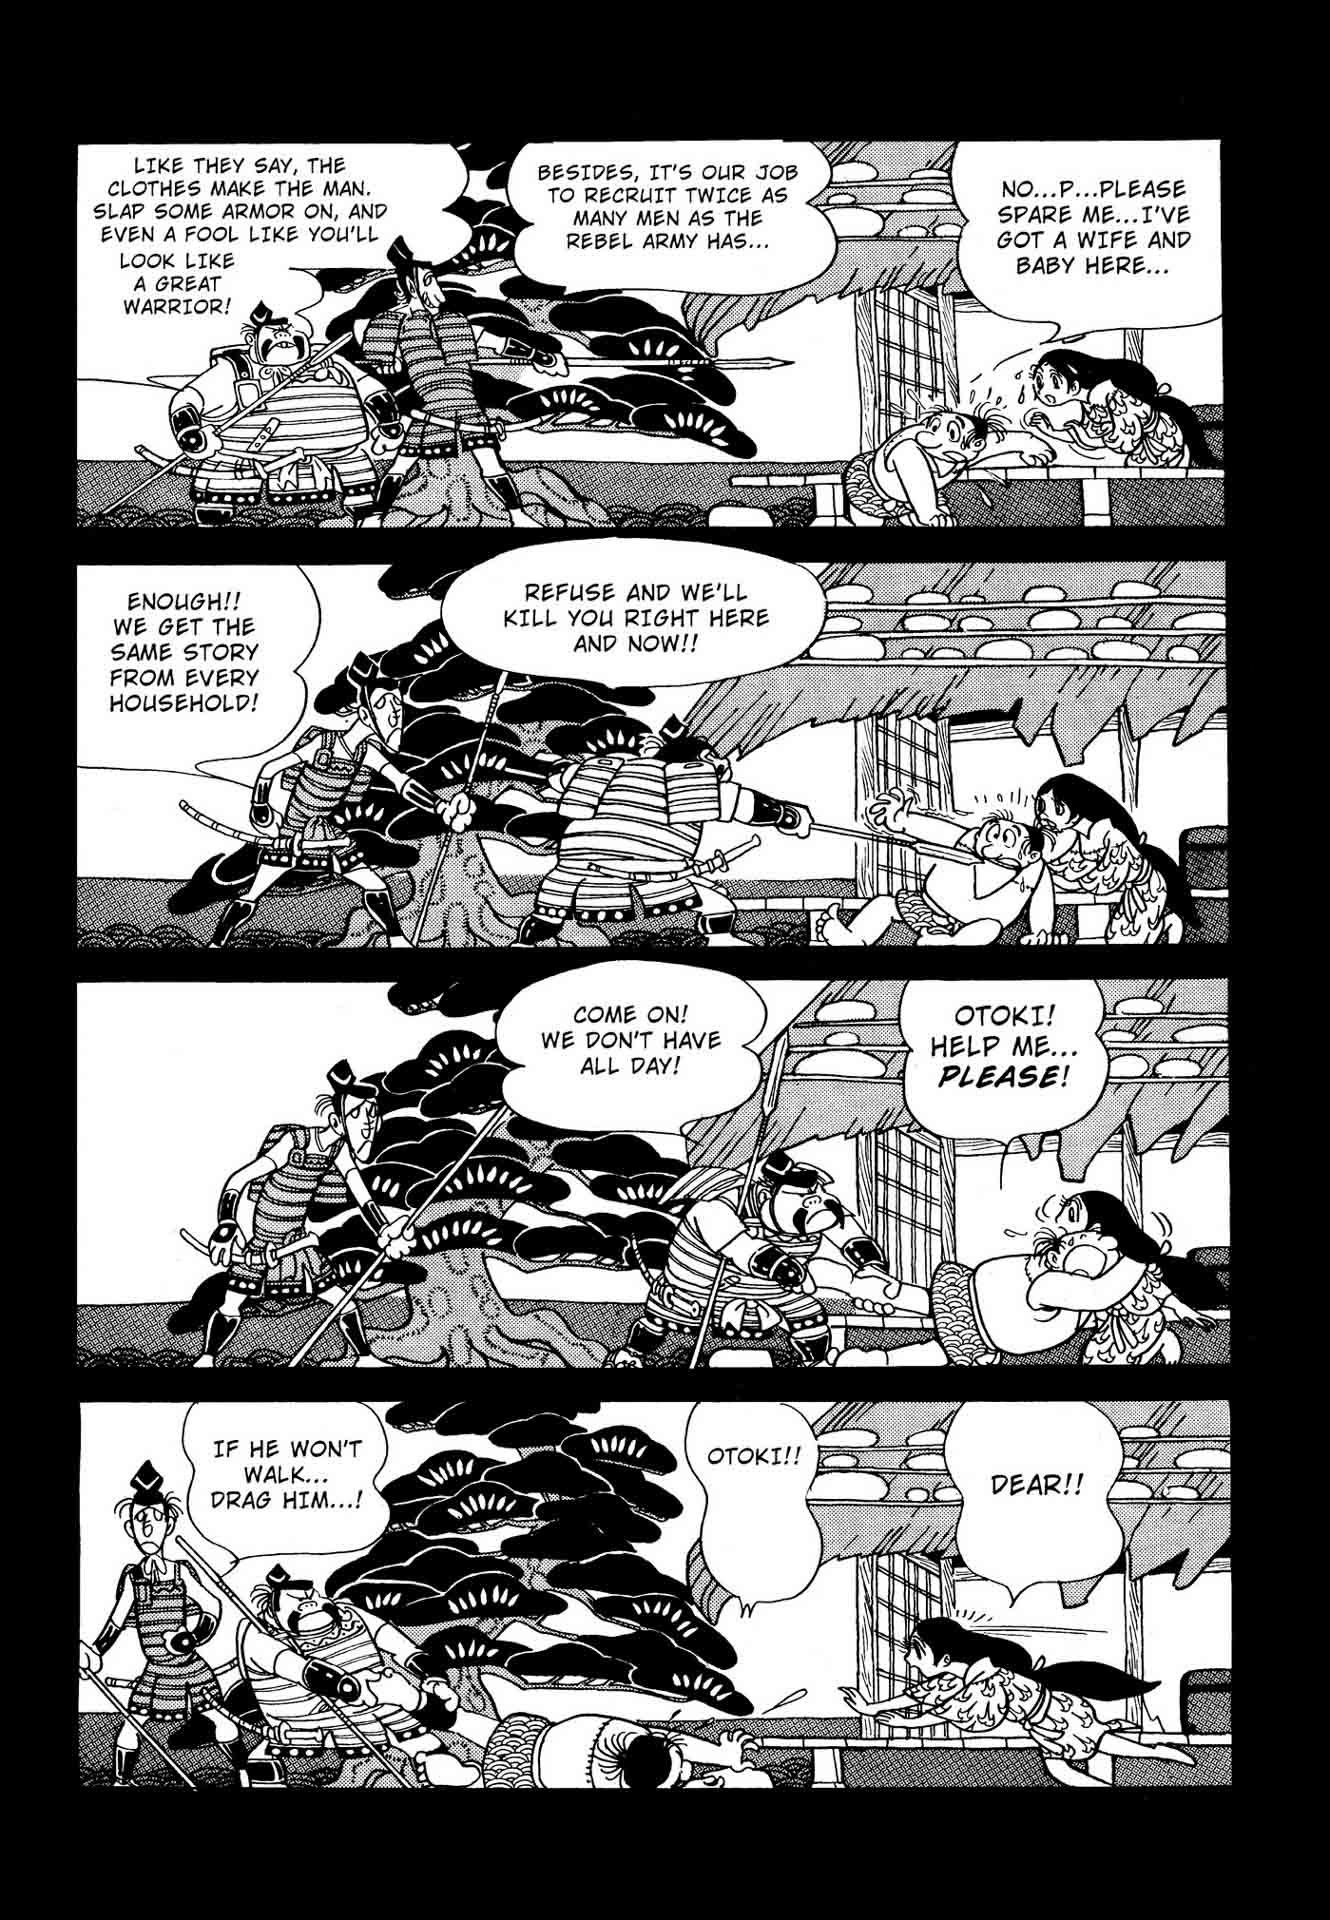 LIKE THEY SAY, THE
CLOTHES MAKE THE MAN.
SLAP SOME ARMOR ON, AND
EVEN A FOOL LIKE YOU'LL
LOOK LIKE
A GREAT
WARRIOR!
BESIDES, IT'S OUR JOB
TO RECRUIT TWICE AS
MANY MEN AS THE
REBEL ARMY HAS...
NO...P...PLEASE
SPARE ME...I'VE
GOT A WIFE AND
BABY HERE...
ENOUGH!!
WE GET THE
SAME STORY
FROM EVERY
HOUSEHOLD!
REFUSE AND WE'LL
KILL YOU RIGHT HERE
AND NOW!!
COME ON!
WE DON'T HAVE
ALL DAY!
OTOKI!
HELP ME...
PLEASE!
IF HE WON'T
WALK...
DRAG HIM...!
OTOKI!!
DEAR!!